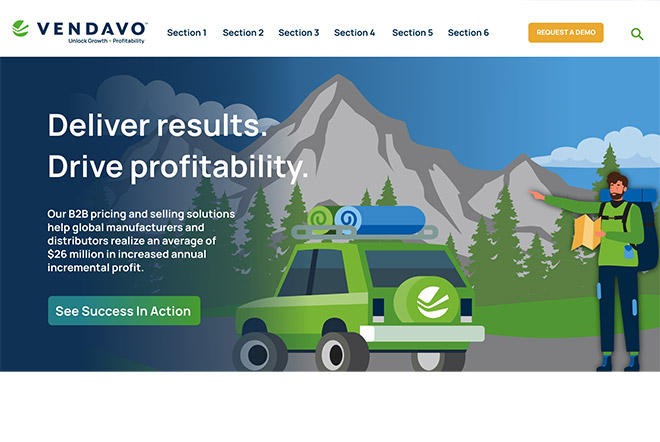 VENDAVO™
Unlock Growth + Profitability
Section 1 Section 2 Section 3 Section 4 Section 5 Section 6
REQUEST A DEMO
Deliver results.
Drive profitability.
Our B2B pricing and selling solutions
help global manufacturers and
distributors realize an average of
$26 million in increased annual
incremental profit.
See Success In Action